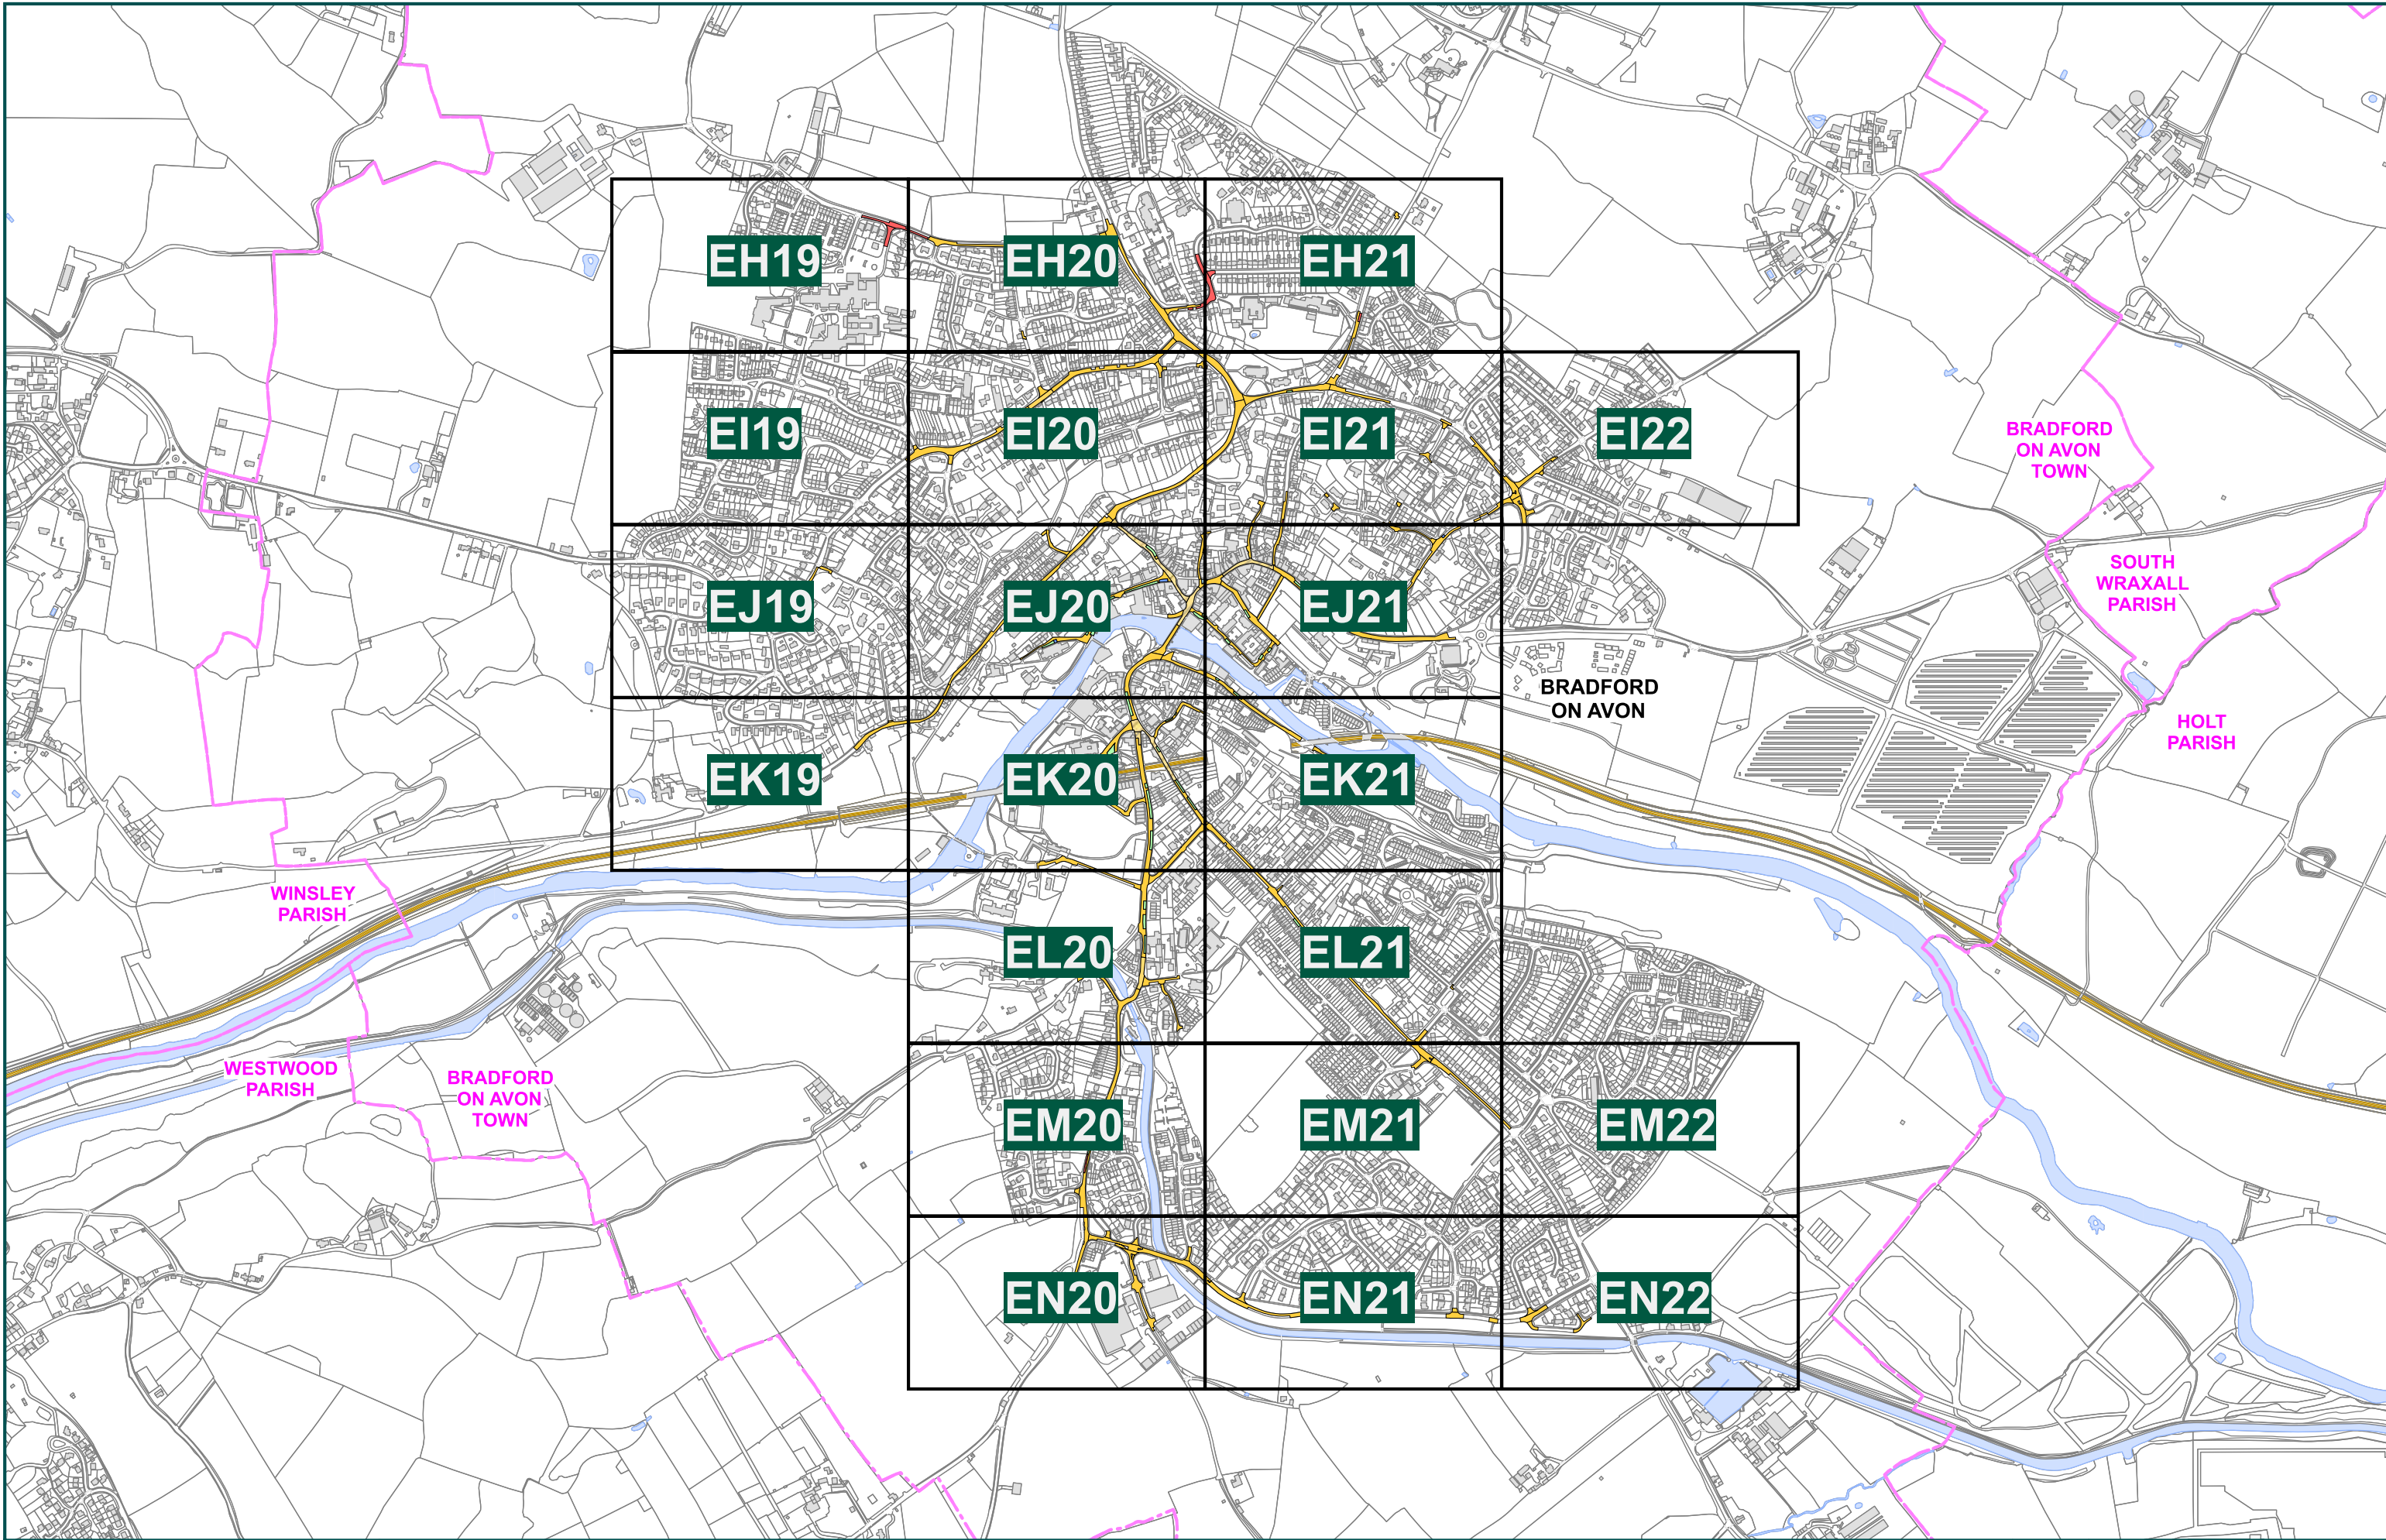 EH19
EH20
EH21
EI19
EI20
EI21
EI22
BRADFORD
ON AVON
TOWN
SOUTH
WRAXALL
PARISH
EJ19
EJ20
EJ21
BRADFORD
ON AVON
HOLT
PARISH
EK19
EK20
EK21
WINSLEY
PARISH
EL20
EL21
WESTWOOD
PARISH
BRADFORD
ON AVON
TOWN
EM20
EM21
EM22
EN20
EN21
EN22